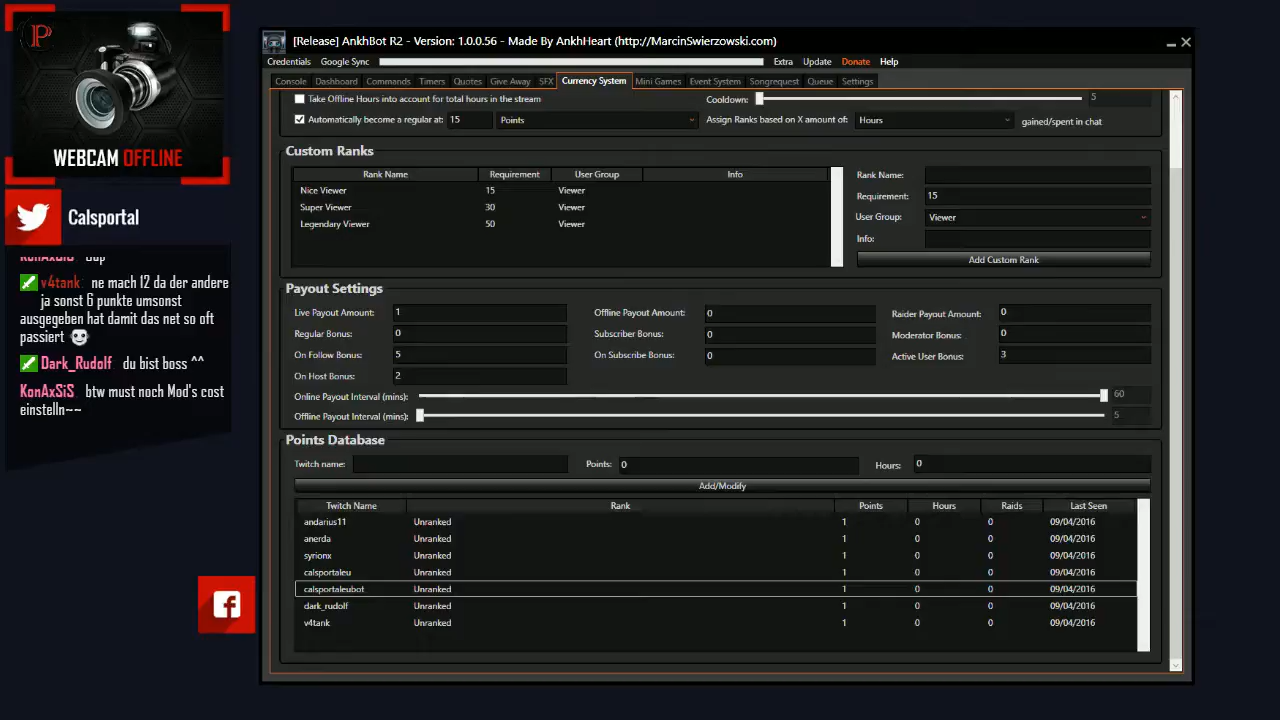 P
WEBCAM OFFLINE
Calsportal
v4tank ne mach 12 da der andere
ja sonst 6 punkte umsonst
ausgegeben hat damit das net so oft
passiert
Dark_Rudolf du bist boss ^^
KonAxSiS btw must noch Mod's cost
einstelln~~
[Release] AnkhBot R2 - Version: 1.0.0.56 - Made By AnkhHeart (http://MarcinSwierzowski.com)
Credentials Google Sync Extra Update Donate Help
Console Dashboard Commands Timers Quotes Give Away SFX Currency System Mini Games Event System Songrequest Queue Settings
Take Offline Hours into account for total hours in the stream Cooldown: 5
Automatically become a regular at: 15 Points Assign Ranks based on X amount of: Hours gained/spent in chat
Custom Ranks
Rank Name Requirement User Group Info
Nice Viewer 15 Viewer
Super Viewer 30 Viewer
Legendary Viewer 50 Viewer
Rank Name:
Requirement: 15
User Group: Viewer
Info:
Add Custom Rank
Payout Settings
Live Payout Amount: 1 Offline Payout Amount: 0 Raider Payout Amount: 0
Regular Bonus: 0 Subscriber Bonus: 0 Moderator Bonus: 0
On Follow Bonus: 5 On Subscribe Bonus: 0 Active User Bonus: 3
On Host Bonus: 2
Online Payout Interval (mins): 60
Offline Payout Interval (mins): 5
Points Database
Twitch name: Points: 0 Hours: 0
Add/Modify
Twitch Name Rank Points Hours Raids Last Seen
andarius11 Unranked 1 0 0 09/04/2016
anerda Unranked 1 0 0 09/04/2016
syrionx Unranked 1 0 0 09/04/2016
calsportaleu Unranked 1 0 0 09/04/2016
calsportaleubot Unranked 1 0 0 09/04/2016
dark_rudolf Unranked 1 0 0 09/04/2016
v4tank Unranked 1 0 0 09/04/2016